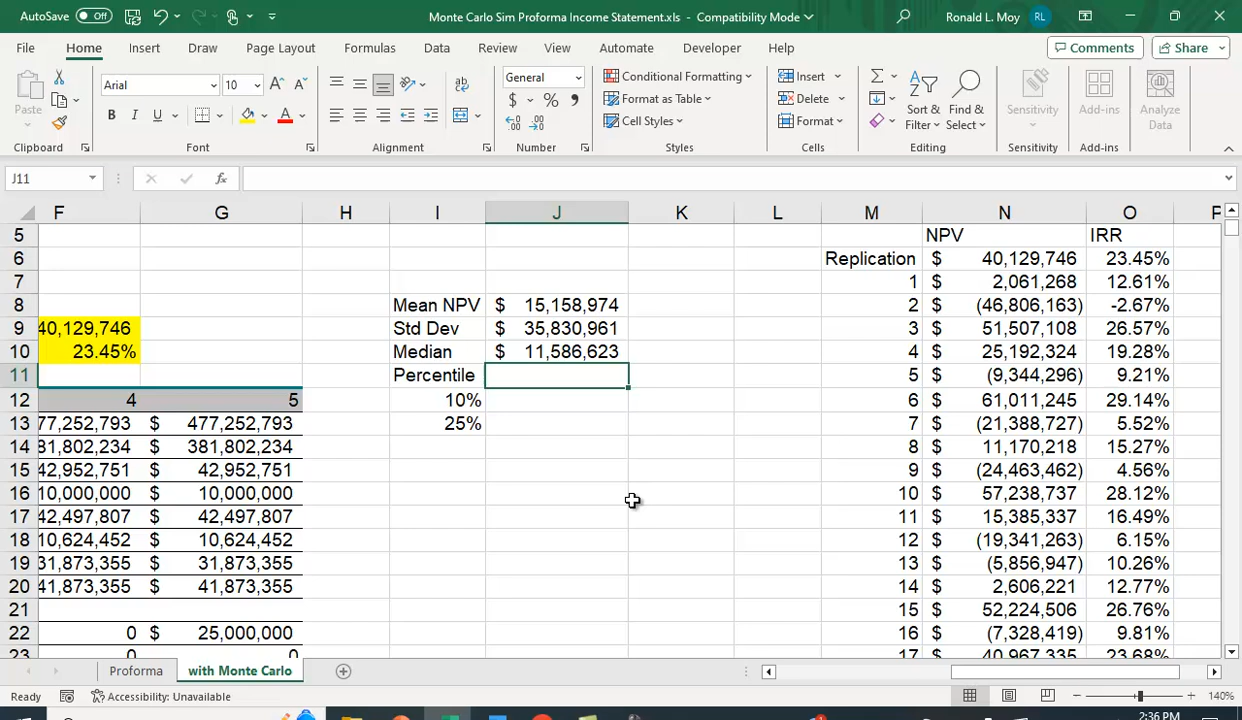 AutoSave Off Monte Carlo Sim Proforma Income Statement.xls - Compatibility Mode Ronald L. Moy RL
File Home Insert Draw Page Layout Formulas Data Review View Automate Developer Help Comments Share
Paste Arial 10 General Conditional Formatting Insert
Format as Table Delete Sort & Filter Find & Select Sensitivity Add-ins Analyze Data
B I U A $ % Cell Styles Format
Clipboard Font Alignment Number Styles Cells Editing Sensitivity Add-ins
J11 fx
F G H I J K L M N O P
5 NPV IRR
6 Replication $ 40,129,746 23.45%
7 1 $ 2,061,268 12.61%
8 Mean NPV $ 15,158,974 2 $ (46,806,163) -2.67%
9 40,129,746 Std Dev $ 35,830,961 3 $ 51,507,108 26.57%
10 23.45% Median $ 11,586,623 4 $ 25,192,324 19.28%
11 Percentile 5 $ (9,344,296) 9.21%
12 4 5 10% 6 $ 61,011,245 29.14%
13 77,252,793 $ 477,252,793 25% 7 $ (21,388,727) 5.52%
14 81,802,234 $ 381,802,234 8 $ 11,170,218 15.27%
15 42,952,751 $ 42,952,751 9 $ (24,463,462) 4.56%
16 10,000,000 $ 10,000,000 10 $ 57,238,737 28.12%
17 42,497,807 $ 42,497,807 11 $ 15,385,337 16.49%
18 10,624,452 $ 10,624,452 12 $ (19,341,263) 6.15%
19 31,873,355 $ 31,873,355 13 $ (5,856,947) 10.26%
20 41,873,355 $ 41,873,355 14 $ 2,606,221 12.77%
21 15 $ 52,224,506 26.76%
22 0 $ 25,000,000 16 $ (7,328,419) 9.81%
23 0 0 17 $ 40,967,335 23.68%
Proforma with Monte Carlo
Ready Accessibility: Unavailable 140%
2:36 PM